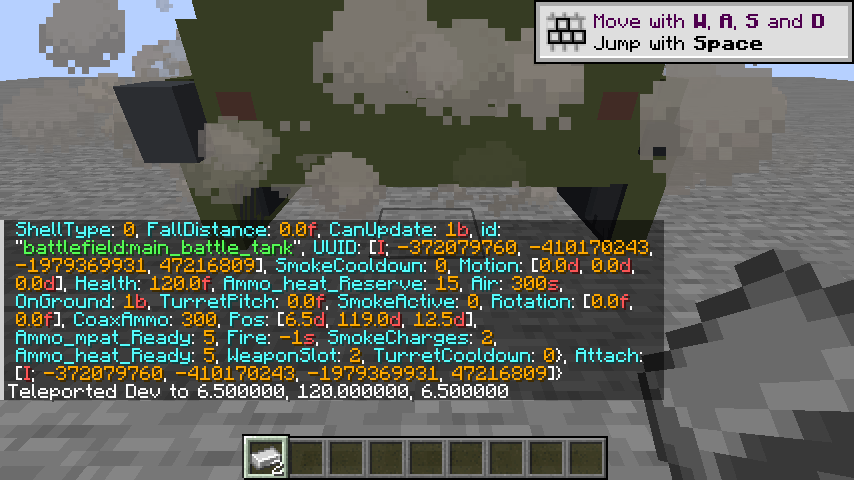 Move with W, A, S and D
Jump with Space
ShellType: 0, FallDistance: 0.0f, CanUpdate: 1b, id:
"battlefield:main_battle_tank", UUID: [I; -372079760, -410170243,
-1979369931, 47216809], SmokeCooldown: 0, Motion: [0.0d, 0.0d,
0.0d], Health: 120.0f, Ammo_heat_Reserve: 15, Air: 300s,
OnGround: 1b, TurretPitch: 0.0f, SmokeActive: 0, Rotation: [0.0f,
0.0f], CoaxAmmo: 300, Pos: [6.5d, 119.0d, 12.5d],
Ammo_mpat_Ready: 5, Fire: -1s, SmokeCharges: 2,
Ammo_heat_Ready: 5, WeaponSlot: 2, TurretCooldown: 0}, Attach:
[I; -372079760, -410170243, -1979369931, 47216809]}
Teleported Dev to 6.500000, 120.000000, 6.500000
2